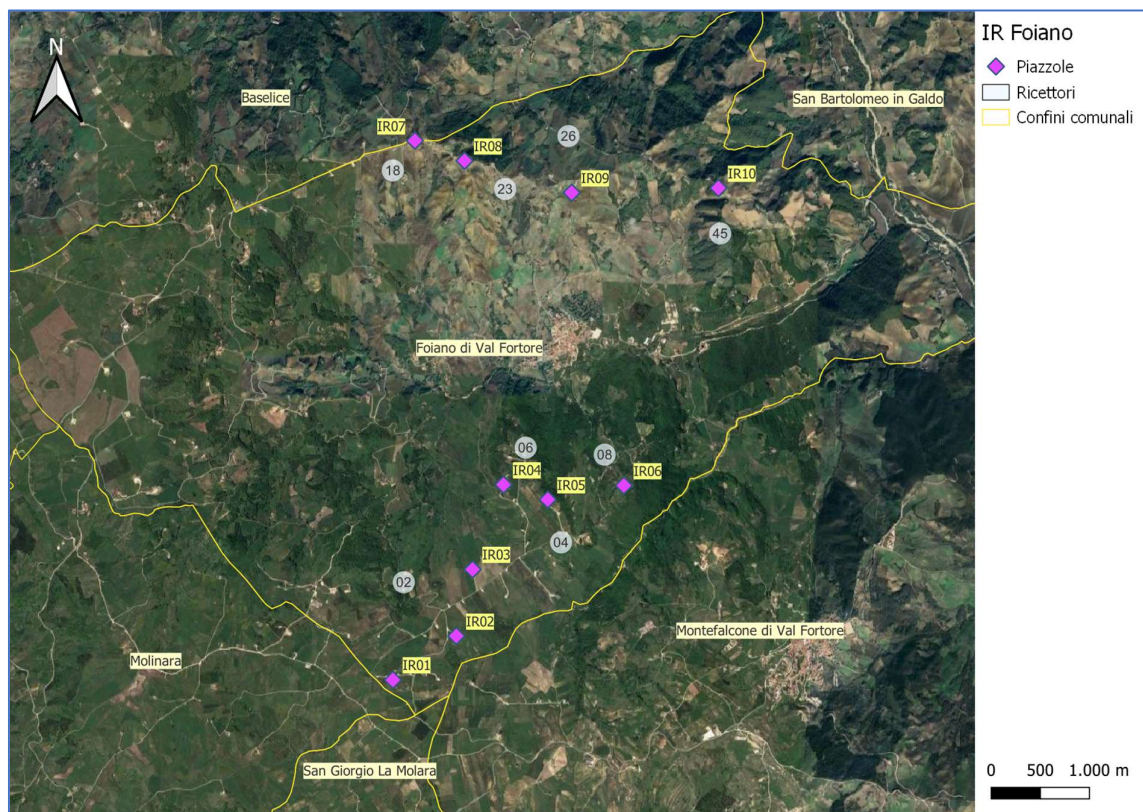 IR Foiano
Piazzole
Ricettori
Confini comunali
N
Baselice
San Bartolomeo in Galdo
IR07
26
IR08
18
23
IR09
IR10
45
Foiano di Val Fortore
06
08
IR04
IR06
IR05
04
IR03
02
IR02
Montefalcone di Val Fortore
Molinara
IR01
San Giorgio La Molara
0 500 1.000 m